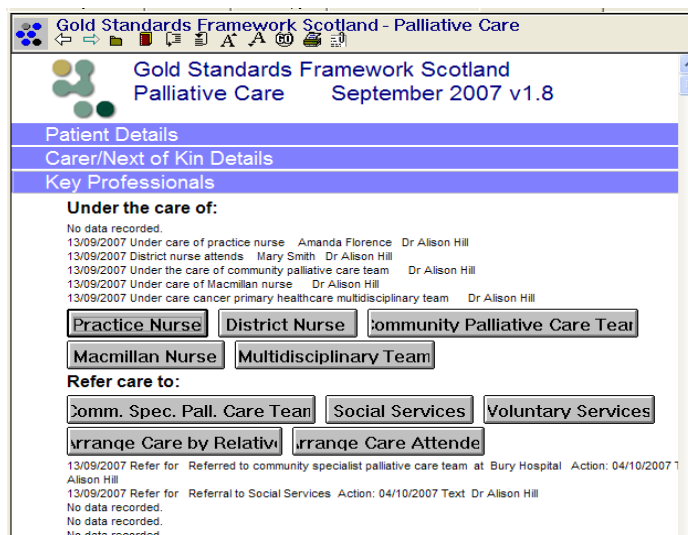 Gold Standards Framework Scotland - Palliative Care
Gold Standards Framework Scotland
Palliative Care September 2007 v1.8
Patient Details
Carer/Next of Kin Details
Key Professionals
Under the care of:
No data recorded.
13/09/2007 Under care of practice nurse Amanda Florence Dr Alison Hill
13/09/2007 District nurse attends Mary Smith Dr Alison Hill
13/09/2007 Under the care of community palliative care team Dr Alison Hill
13/09/2007 Under care of Macmillan nurse Dr Alison Hill
13/09/2007 Under care cancer primary healthcare multidisciplinary team Dr Alison Hill
Practice Nurse District Nurse ommunity Palliative Care Tear
Macmillan Nurse Multidisciplinary Team
Refer care to:
Comm. Spec. Pall. Care Tean Social Services Voluntary Services
Arrange Care by Relativ Arrange Care Attende
13/09/2007 Refer for Referred to community specialist palliative care team at Bury Hospital Action: 04/10/2007 T
Alison Hill
13/09/2007 Refer for Referral to Social Services Action: 04/10/2007 Text Dr Alison Hill
No data recorded.
No data recorded.
No data recorded.